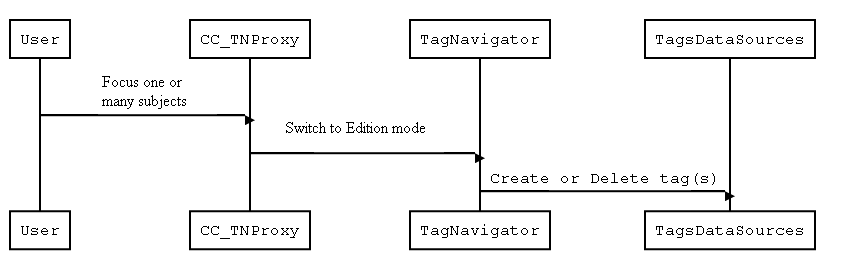 User
CC_TNProxy
TagNavigator
TagsDataSources
Focus one or
many subjects
Switch to Edition mode
Create or Delete tag(s)
User
CC_TNProxy
TagNavigator
TagsDataSources